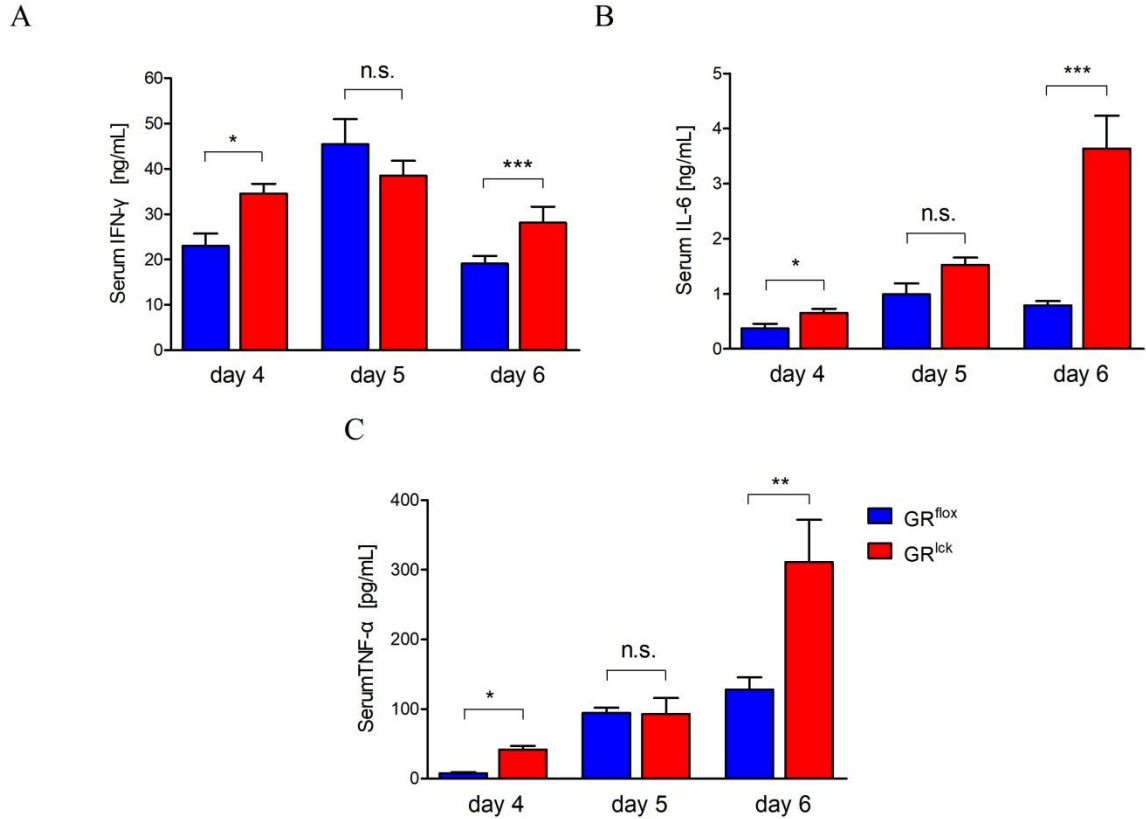 A
Serum IFN-γ [ng/mL]
60
50
40
30
20
10
0
*
n.s.
***
day 4
day 5
day 6
B
Serum IL-6 [ng/mL]
5
4
3
2
1
0
*
n.s.
***
day 4
day 5
day 6
C
SerumTNF-α [pg/mL]
400
300
200
100
0
*
n.s.
**
day 4
day 5
day 6
GRflox
GRlck